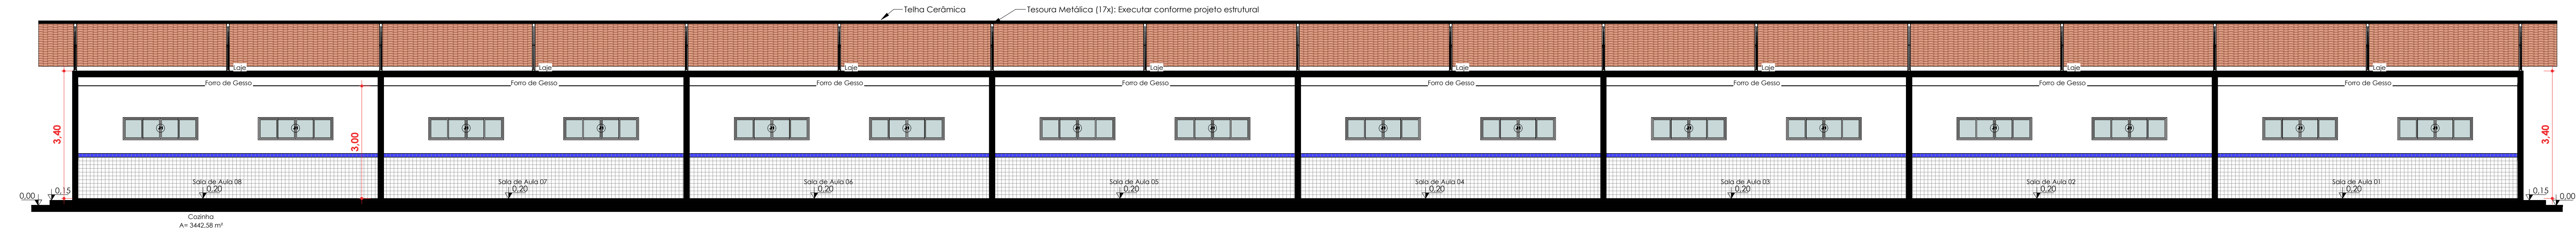 Telha Cerâmica
Tesoura Metálica (17x): Executar conforme projeto estrutural
Laje
Laje
Laje
Laje
Laje
Laje
Laje
Laje
Forro de Gesso
Forro de Gesso
Forro de Gesso
Forro de Gesso
Forro de Gesso
Forro de Gesso
Forro de Gesso
Forro de Gesso
3,40
3,00
3,40
Sala de Aula 08
0,20
Sala de Aula 07
0,20
Sala de Aula 06
0,20
Sala de Aula 05
0,20
Sala de Aula 04
0,20
Sala de Aula 03
0,20
Sala de Aula 02
0,20
Sala de Aula 01
0,20
0,00
0,15
0,15
0,00
Cozinha
A= 3442,58 m²